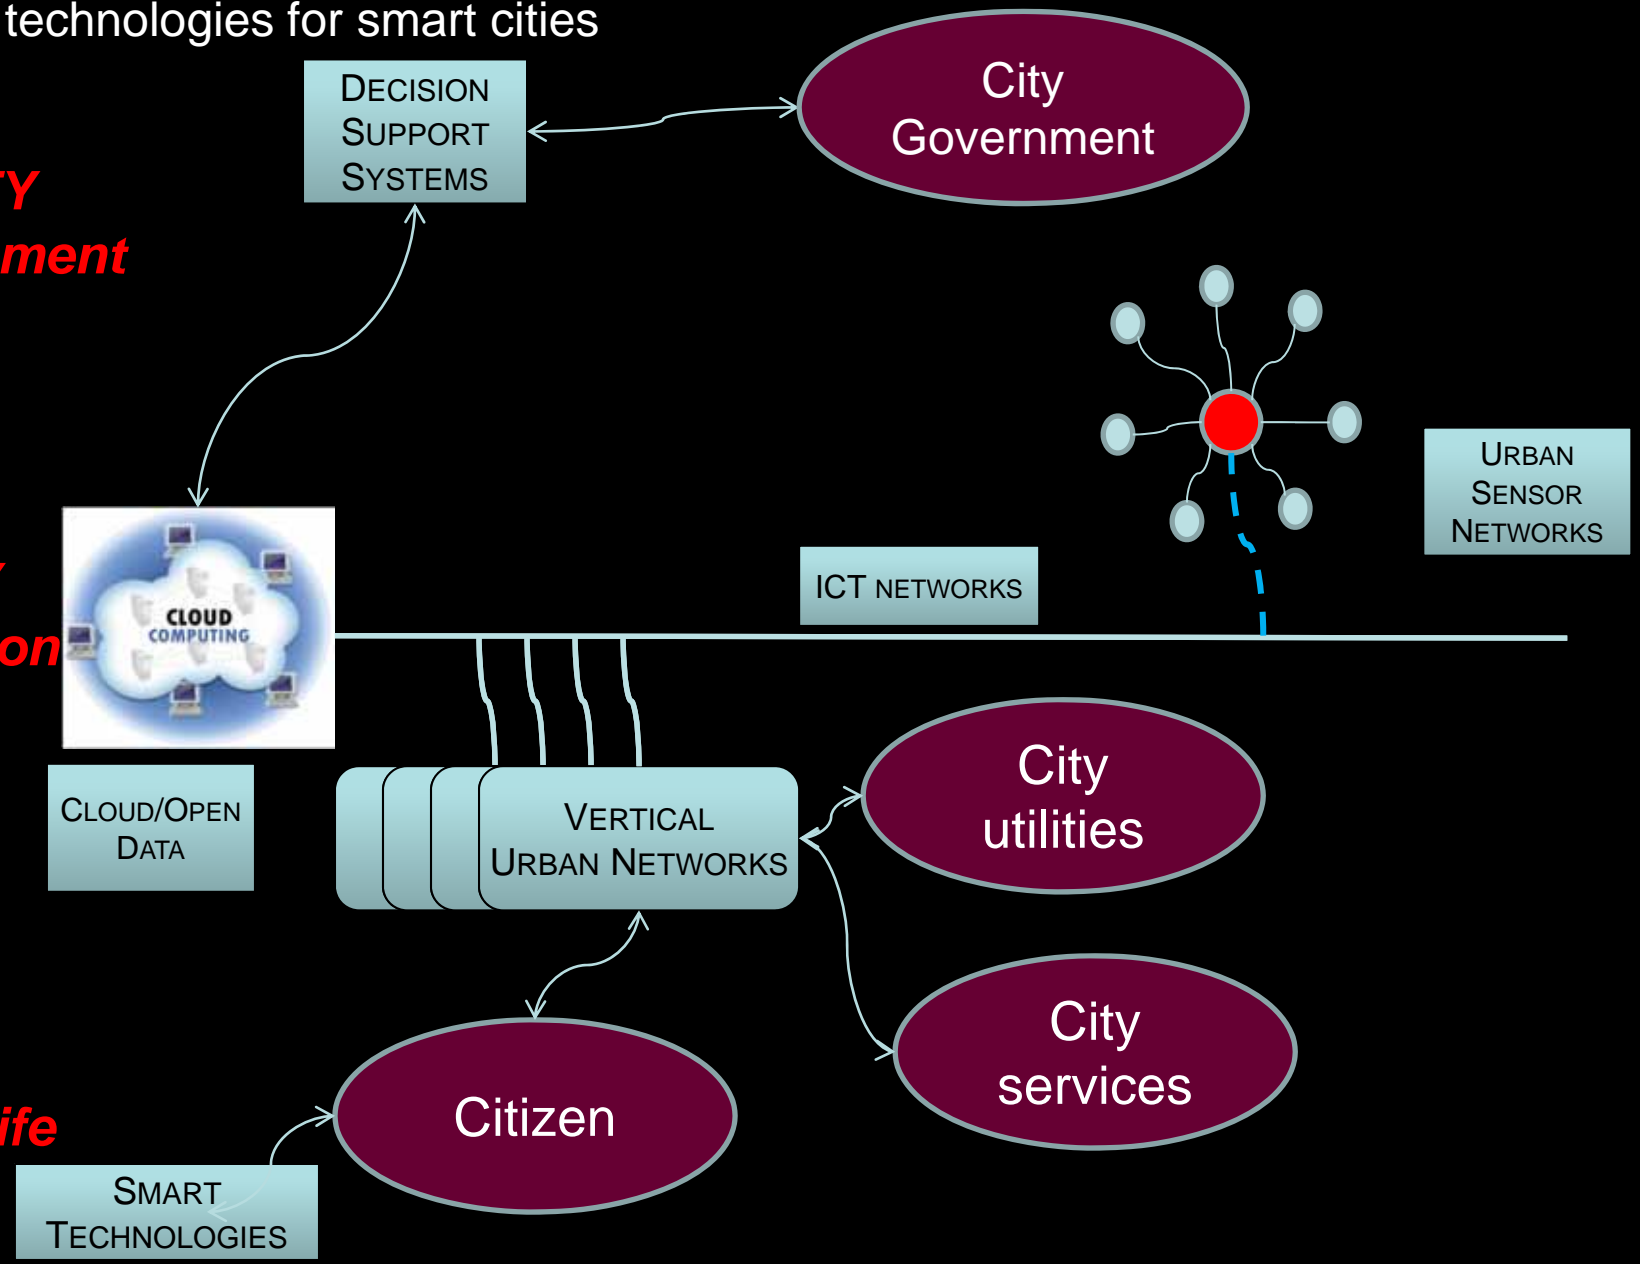 technologies for smart cities
DECISION
SUPPORT
SYSTEMS
City
Government
TY
ment
URBAN
SENSOR
NETWORKS
ICT NETWORKS
CLOUD
COMPUTING
on
City
utilities
CLOUD/OPEN
DATA
VERTICAL
URBAN NETWORKS
City
services
Citizen
ife
SMART
TECHNOLOGIES